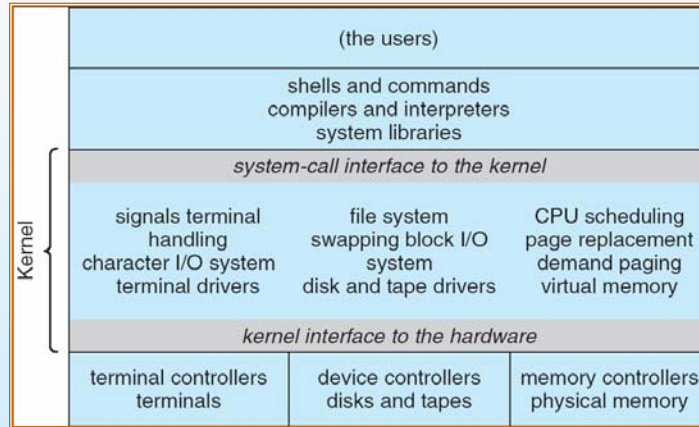 (the users)
shells and commands
compilers and interpreters
system libraries
Kernel
system-call interface to the kernel
signals terminal
handling
character I/O system
terminal drivers
file system
swapping block I/O
system
disk and tape drivers
CPU scheduling
page replacement
demand paging
virtual memory
kernel interface to the hardware
terminal controllers
terminals
device controllers
disks and tapes
memory controllers
physical memory